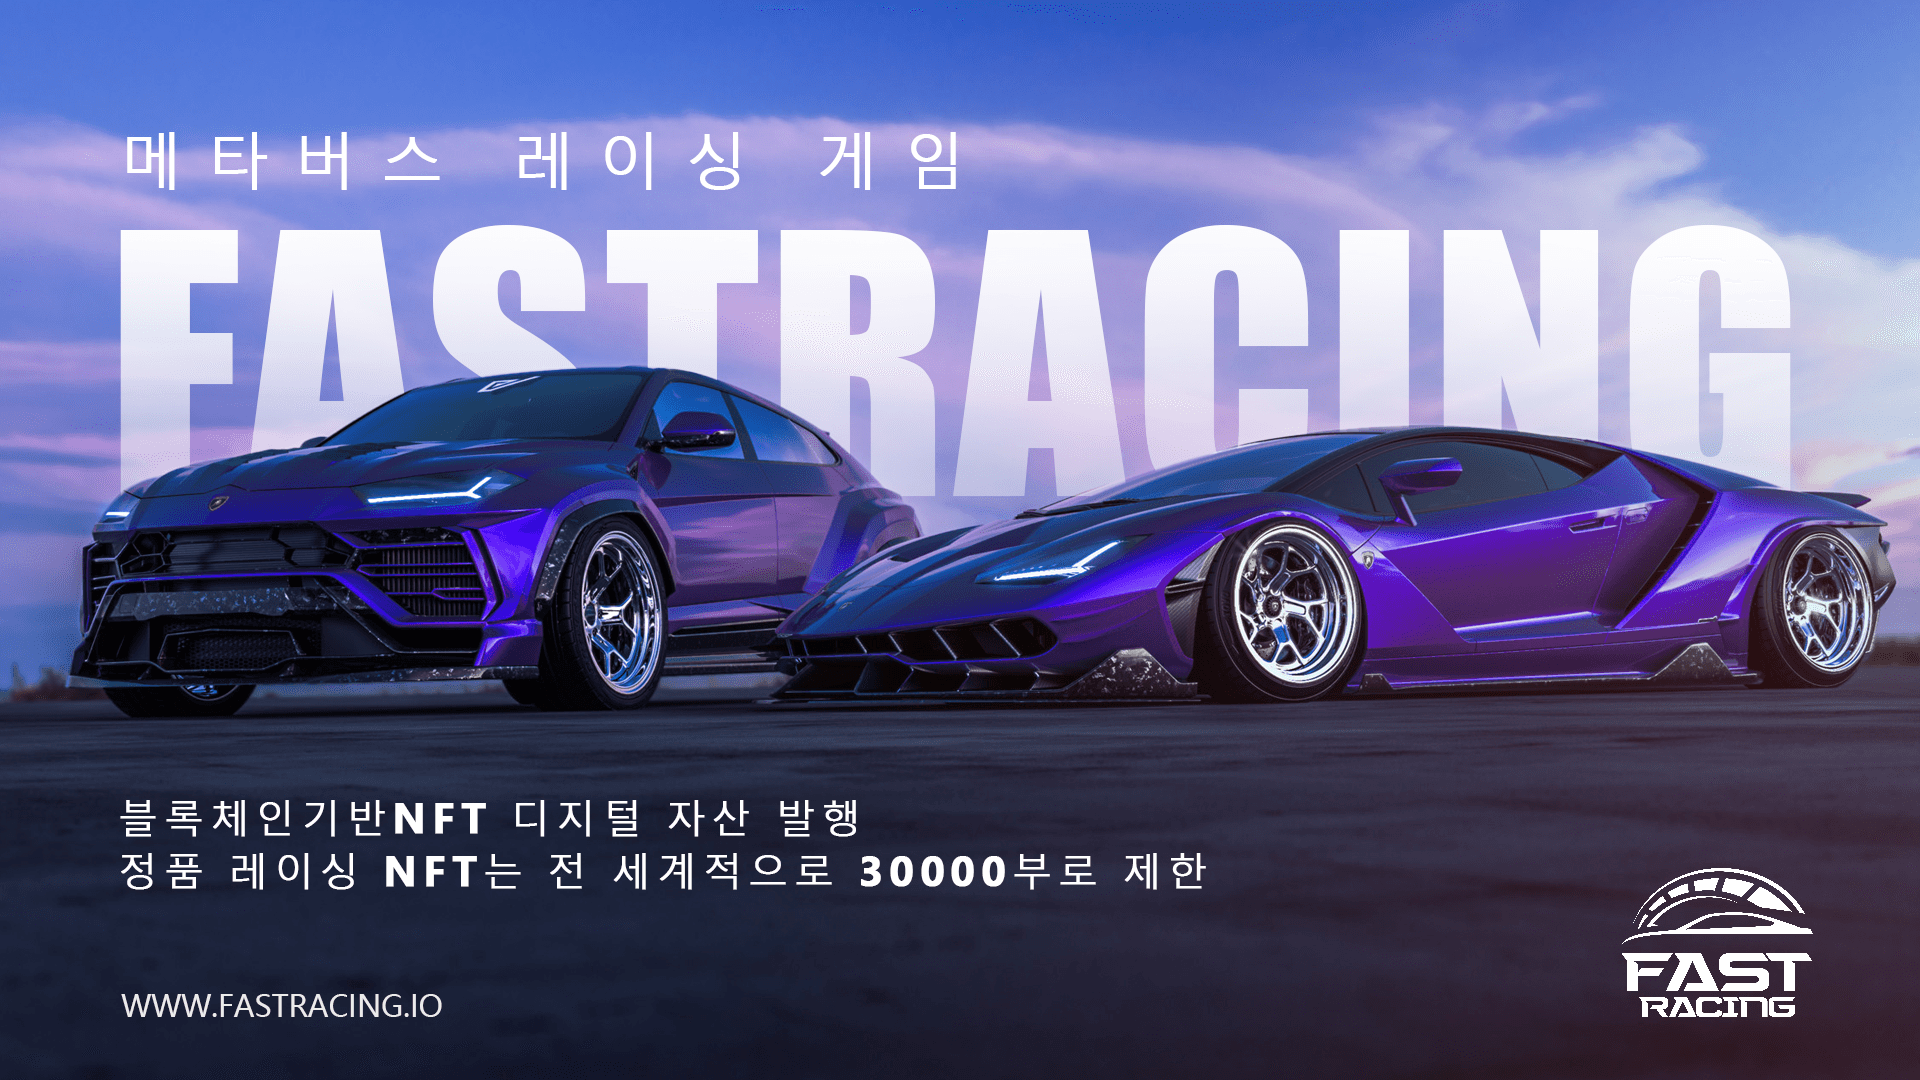 메타버스 레이싱 게임
FASTRACING
블록체인기반NFT 디지털 자산 발행
정품 레이싱 NFT는 전 세계적으로 30000부로 제한
WWW.FASTRACING.IO
FAST
RACING